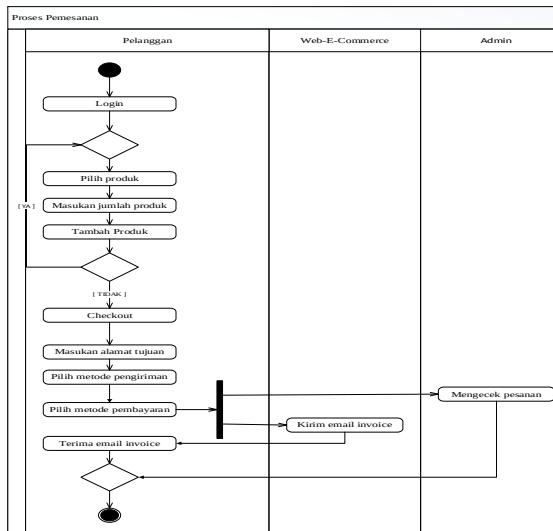 Proses Pemesanan
Pelanggan
Web-E-Commerce
Admin
Login
Pilih produk
[ YA ]
Masukan jumlah produk
Tambah Produk
[ TIDAK ]
Checkout
Masukan alamat tujuan
Pilih metode pengiriman
Mengecek pesanan
Pilih metode pembayaran
Kirim email invoice
Terima email invoice